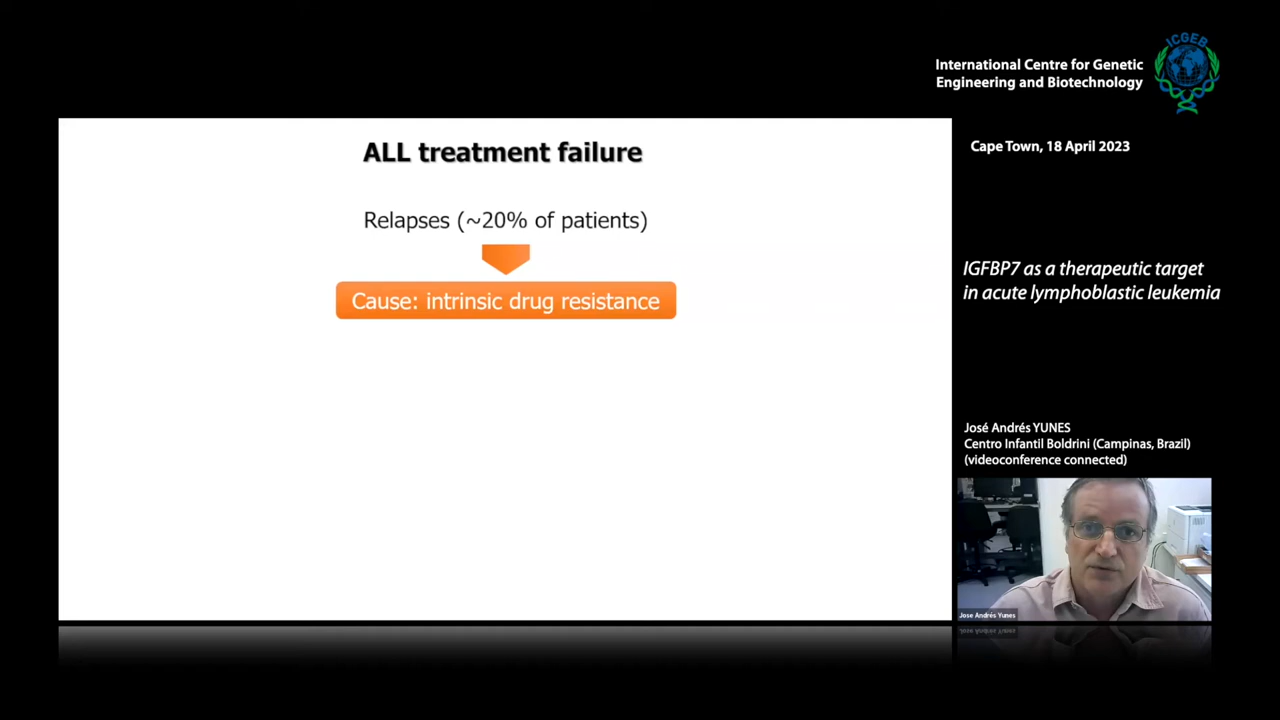 ICGEB
International Centre for Genetic
Engineering and Biotechnology
Cape Town, 18 April 2023
ALL treatment failure
Relapses (~20% of patients)
Cause: intrinsic drug resistance
IGFBP7 as a therapeutic target
in acute lymphoblastic leukemia
José Andrés YUNES
Centro Infantil Boldrini (Campinas, Brazil)
(videoconference connected)
Jose Andrés Yunes